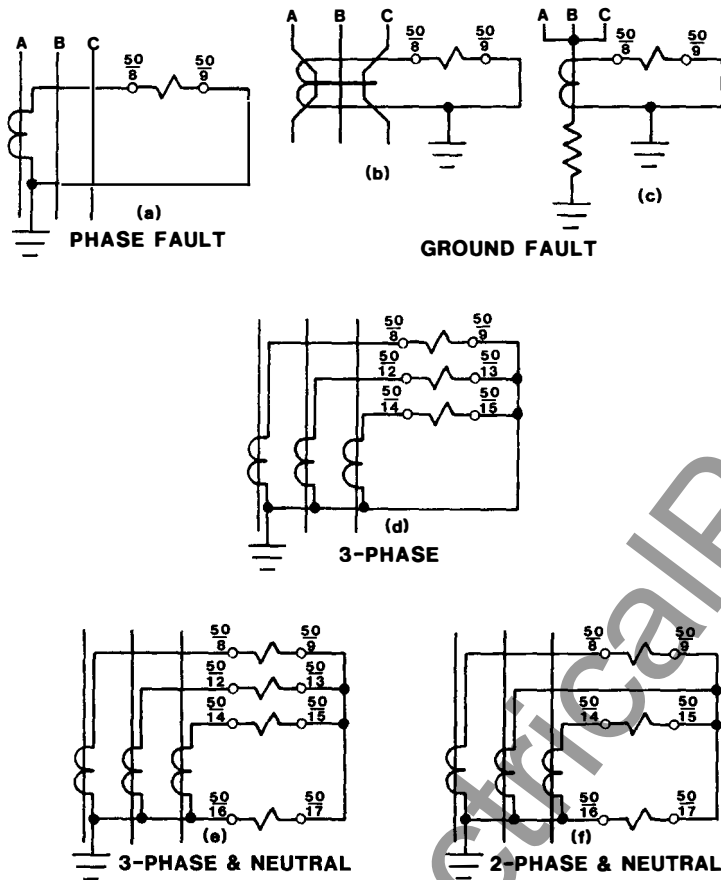 A B C
50/8 50/9
(a)
PHASE FAULT
A B C
50/8 50/9
(b)
A B C
50/8 50/9
(c)
GROUND FAULT
50/8 50/9
50/12 50/13
50/14 50/15
(d)
3-PHASE
50/8 50/9
50/12 50/13
50/14 50/15
50/16 50/17
(e)
3-PHASE & NEUTRAL
50/8 50/9
50/14 50/15
50/16 50/17
(f)
2-PHASE & NEUTRAL
ctricalP